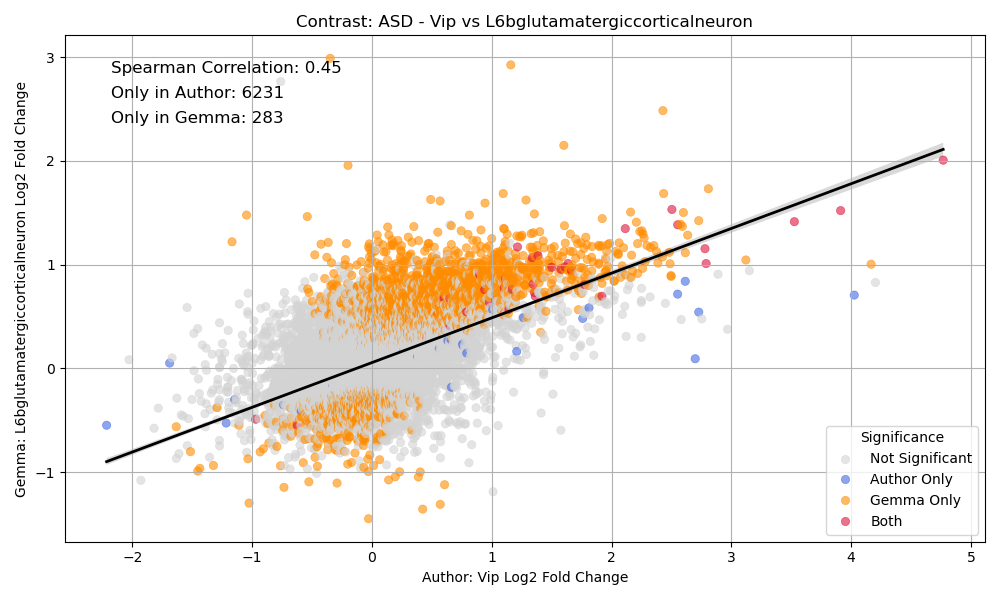 Contrast: ASD - Vip vs L6bglutamatergiccorticalneuron
Spearman Correlation: 0.45
Only in Author: 6231
Only in Gemma: 283
Gemma: L6bglutamatergiccorticalneuron Log2 Fold Change
3
2
1
0
−1
−2
−1
0
1
2
3
4
5
Author: Vip Log2 Fold Change
Significance
Not Significant
Author Only
Gemma Only
Both